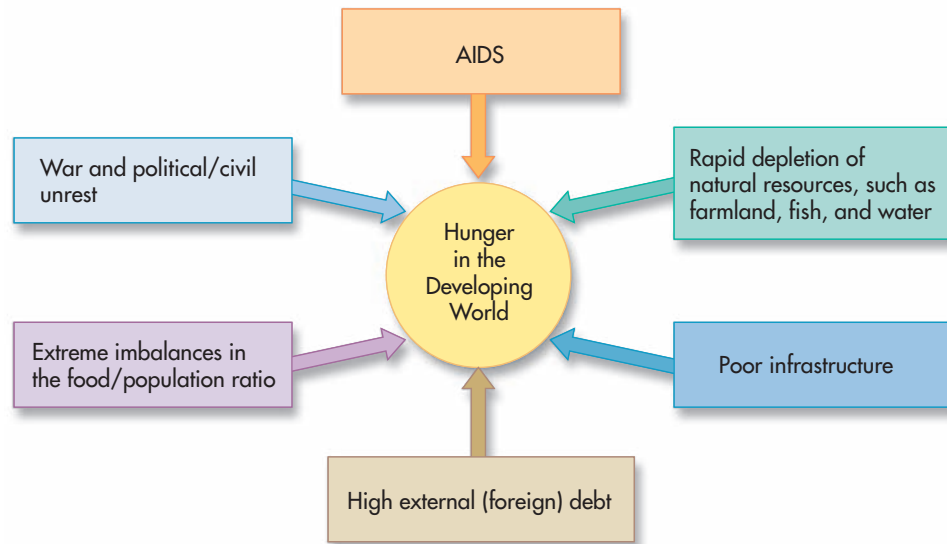 AIDS
War and political/civil
unrest
Rapid depletion of
natural resources, such as
farmland, fish, and water
Hunger
in the
Developing
World
Extreme imbalances in
the food/population ratio
Poor infrastructure
High external (foreign) debt